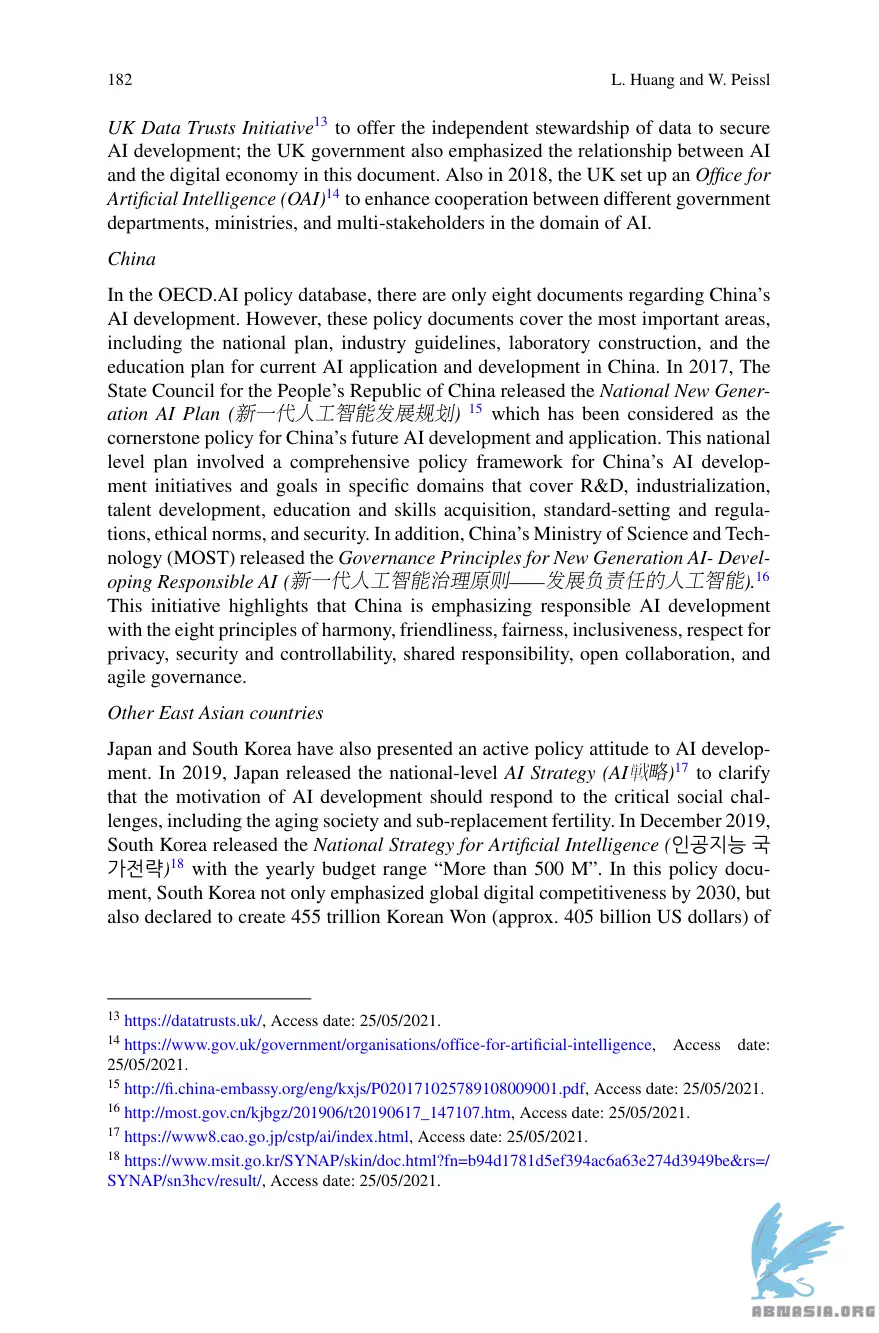 182
L. Huang and W. Peissl
UK Data Trusts Initiative13 to offer the independent stewardship of data to secure
AI development; the UK government also emphasized the relationship between AI
and the digital economy in this document. Also in 2018, the UK set up an Office for
Artificial Intelligence (OAI)14 to enhance cooperation between different government
departments, ministries, and multi-stakeholders in the domain of AI.
China
In the OECD.AI policy database, there are only eight documents regarding China’s
AI development. However, these policy documents cover the most important areas,
including the national plan, industry guidelines, laboratory construction, and the
education plan for current AI application and development in China. In 2017, The
State Council for the People’s Republic of China released the National New Gener-
ation AI Plan (新一代人工智能发展规划) 15 which has been considered as the
cornerstone policy for China’s future AI development and application. This national
level plan involved a comprehensive policy framework for China’s AI develop-
ment initiatives and goals in specific domains that cover R&D, industrialization,
talent development, education and skills acquisition, standard-setting and regula-
tions, ethical norms, and security. In addition, China’s Ministry of Science and Tech-
nology (MOST) released the Governance Principles for New Generation AI- Devel-
oping Responsible AI (新一代人工智能治理原则——发展负责任的人工智能).16
This initiative highlights that China is emphasizing responsible AI development
with the eight principles of harmony, friendliness, fairness, inclusiveness, respect for
privacy, security and controllability, shared responsibility, open collaboration, and
agile governance.
Other East Asian countries
Japan and South Korea have also presented an active policy attitude to AI develop-
ment. In 2019, Japan released the national-level AI Strategy (AI戦略)17 to clarify
that the motivation of AI development should respond to the critical social chal-
lenges, including the aging society and sub-replacement fertility. In December 2019,
South Korea released the National Strategy for Artificial Intelligence (인공지능 국
가전략)18 with the yearly budget range “More than 500 M”. In this policy docu-
ment, South Korea not only emphasized global digital competitiveness by 2030, but
also declared to create 455 trillion Korean Won (approx. 405 billion US dollars) of
13 https://datatrusts.uk/, Access date: 25/05/2021.
14 https://www.gov.uk/government/organisations/office-for-artificial-intelligence, Access date:
25/05/2021.
15 http://fi.china-embassy.org/eng/kxjs/P020171025789108009001.pdf, Access date: 25/05/2021.
16 http://most.gov.cn/kjbgz/201906/t20190617_147107.htm, Access date: 25/05/2021.
17 https://www8.cao.go.jp/cstp/ai/index.html, Access date: 25/05/2021.
18 https://www.msit.go.kr/SYNAP/skin/doc.html?fn=b94d1781d5ef394ac6a63e274d3949be&rs=/
SYNAP/sn3hcv/result/, Access date: 25/05/2021.
ABNASIA.ORG